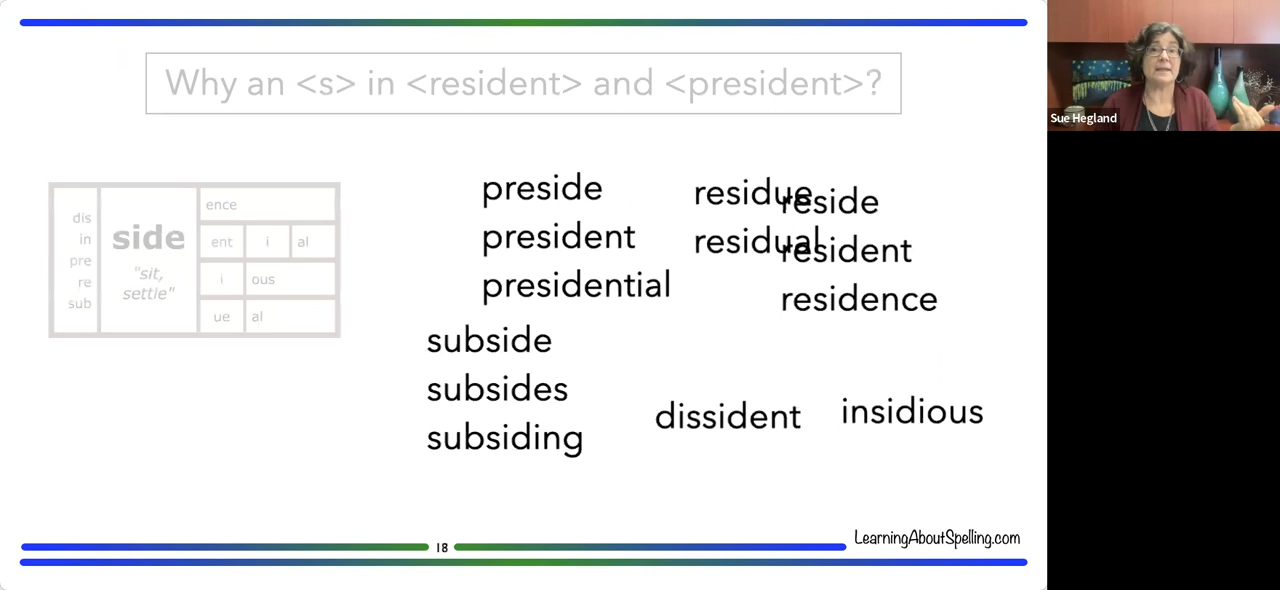 Why an <s> in <resident> and <president>?
Sue Hegland
dis
in
pre
re
sub
side
"sit,
settle"
ence
ent i al
i ous
ue al
preside
president
presidential
residue
residual
reside
resident
residence
subside
subsides
subsiding
dissident
insidious
18
LearningAboutSpelling.com